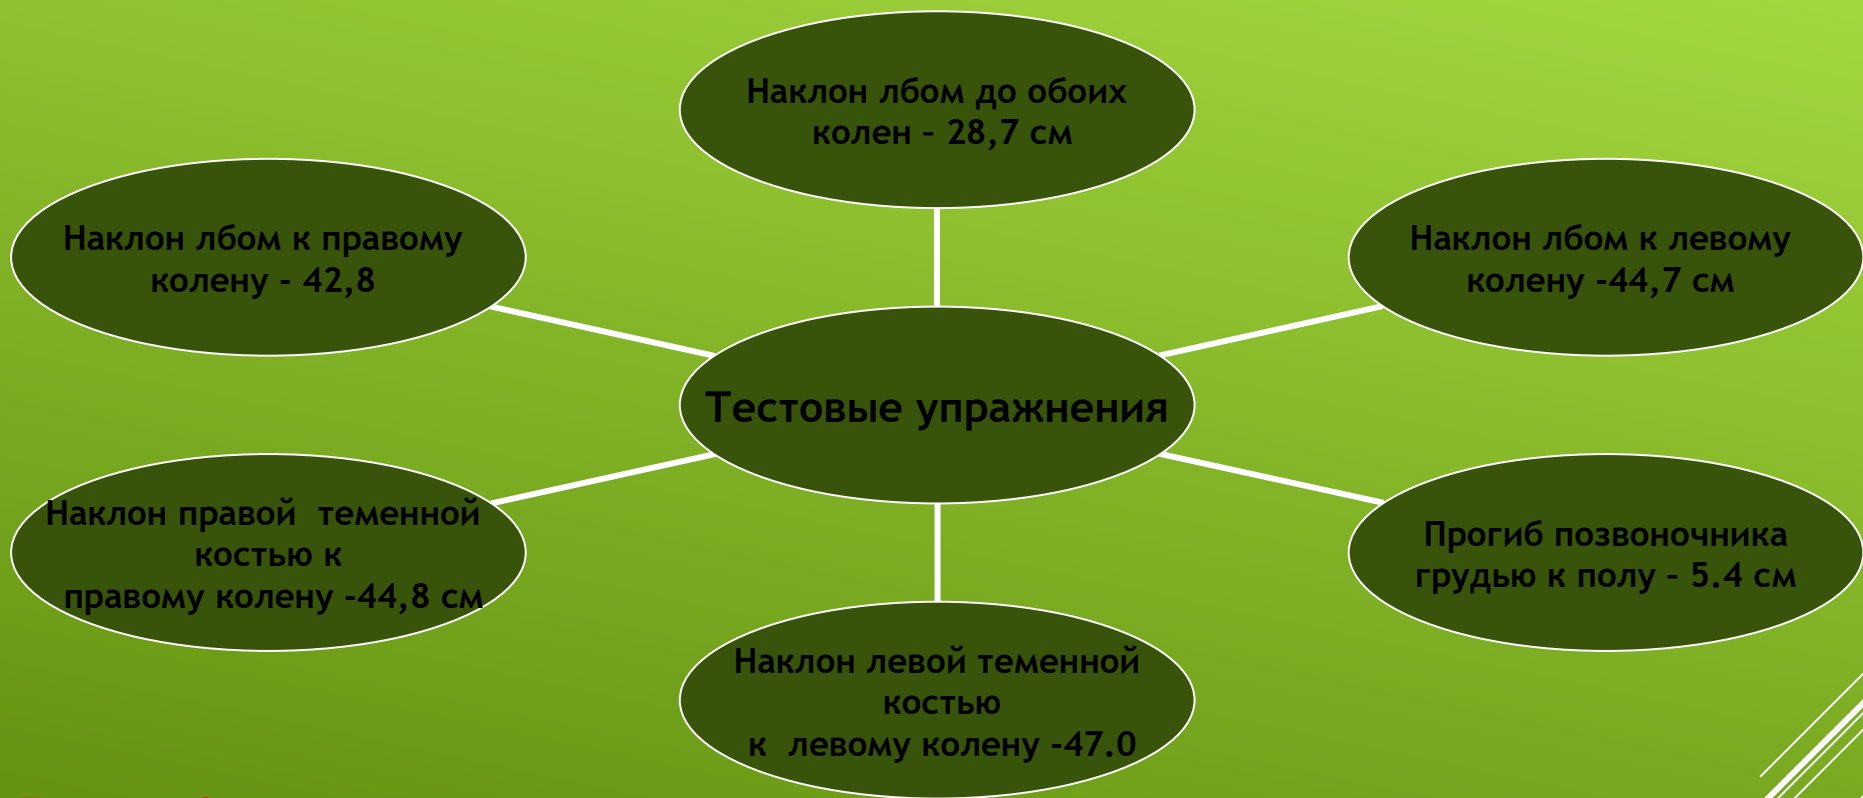 Наклон лбом до обоих
колен - 28,7 см
Наклон лбом к правому
колену - 42,8
Наклон лбом к левому
колену -44,7 см
Тестовые упражнения
Наклон правой теменной
костью к
правому колену -44,8 см
Прогиб позвоночника
грудью к полу - 5.4 см
Наклон левой теменной
костью
к левому колену -47.0